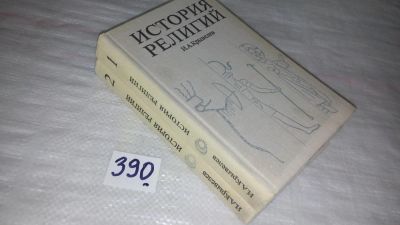 ИСТОРИЯ
РЕЛИГИЙ
И.А.Крывелев
1
ИСТОРИЯ РЕЛИГИЙ
И.А.Крывелев
2
ИСТОРИЯ РЕЛИГИЙ
И.А.Крывелев
390